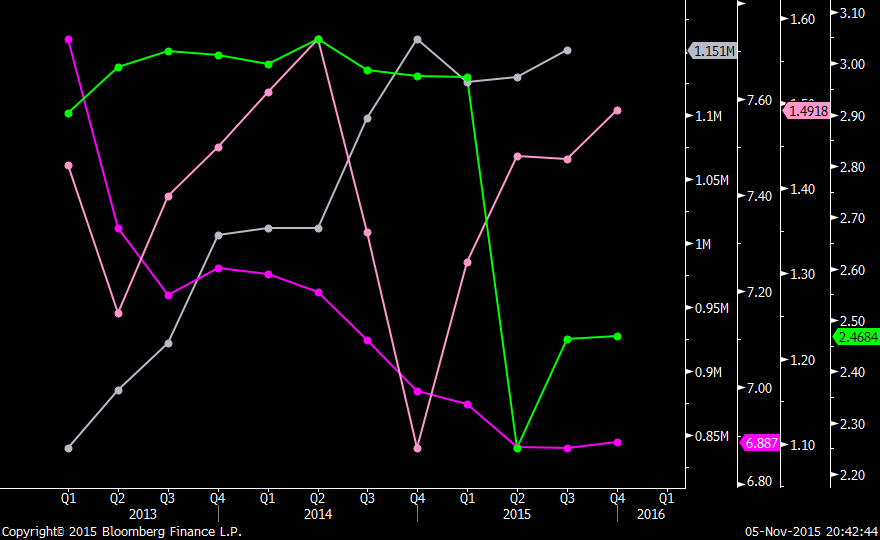 3.10
1.60
1.151M
3.00
7.60
1.50
1.4918
2.90
1.1M
2.80
1.05M
7.40
1.40
2.70
1M
2.60
1.30
7.20
0.95M
2.50
2.4684
1.20
0.9M
2.40
7.00
2.30
0.85M
6.887
1.10
2.20
6.80
Q1 Q2 Q3 Q4 Q1 Q2 Q3 Q4 Q1 Q2 Q3 Q4 Q1
2013 2014 2015 2016
Copyright© 2015 Bloomberg Finance L.P. 05-Nov-2015 20:42:44